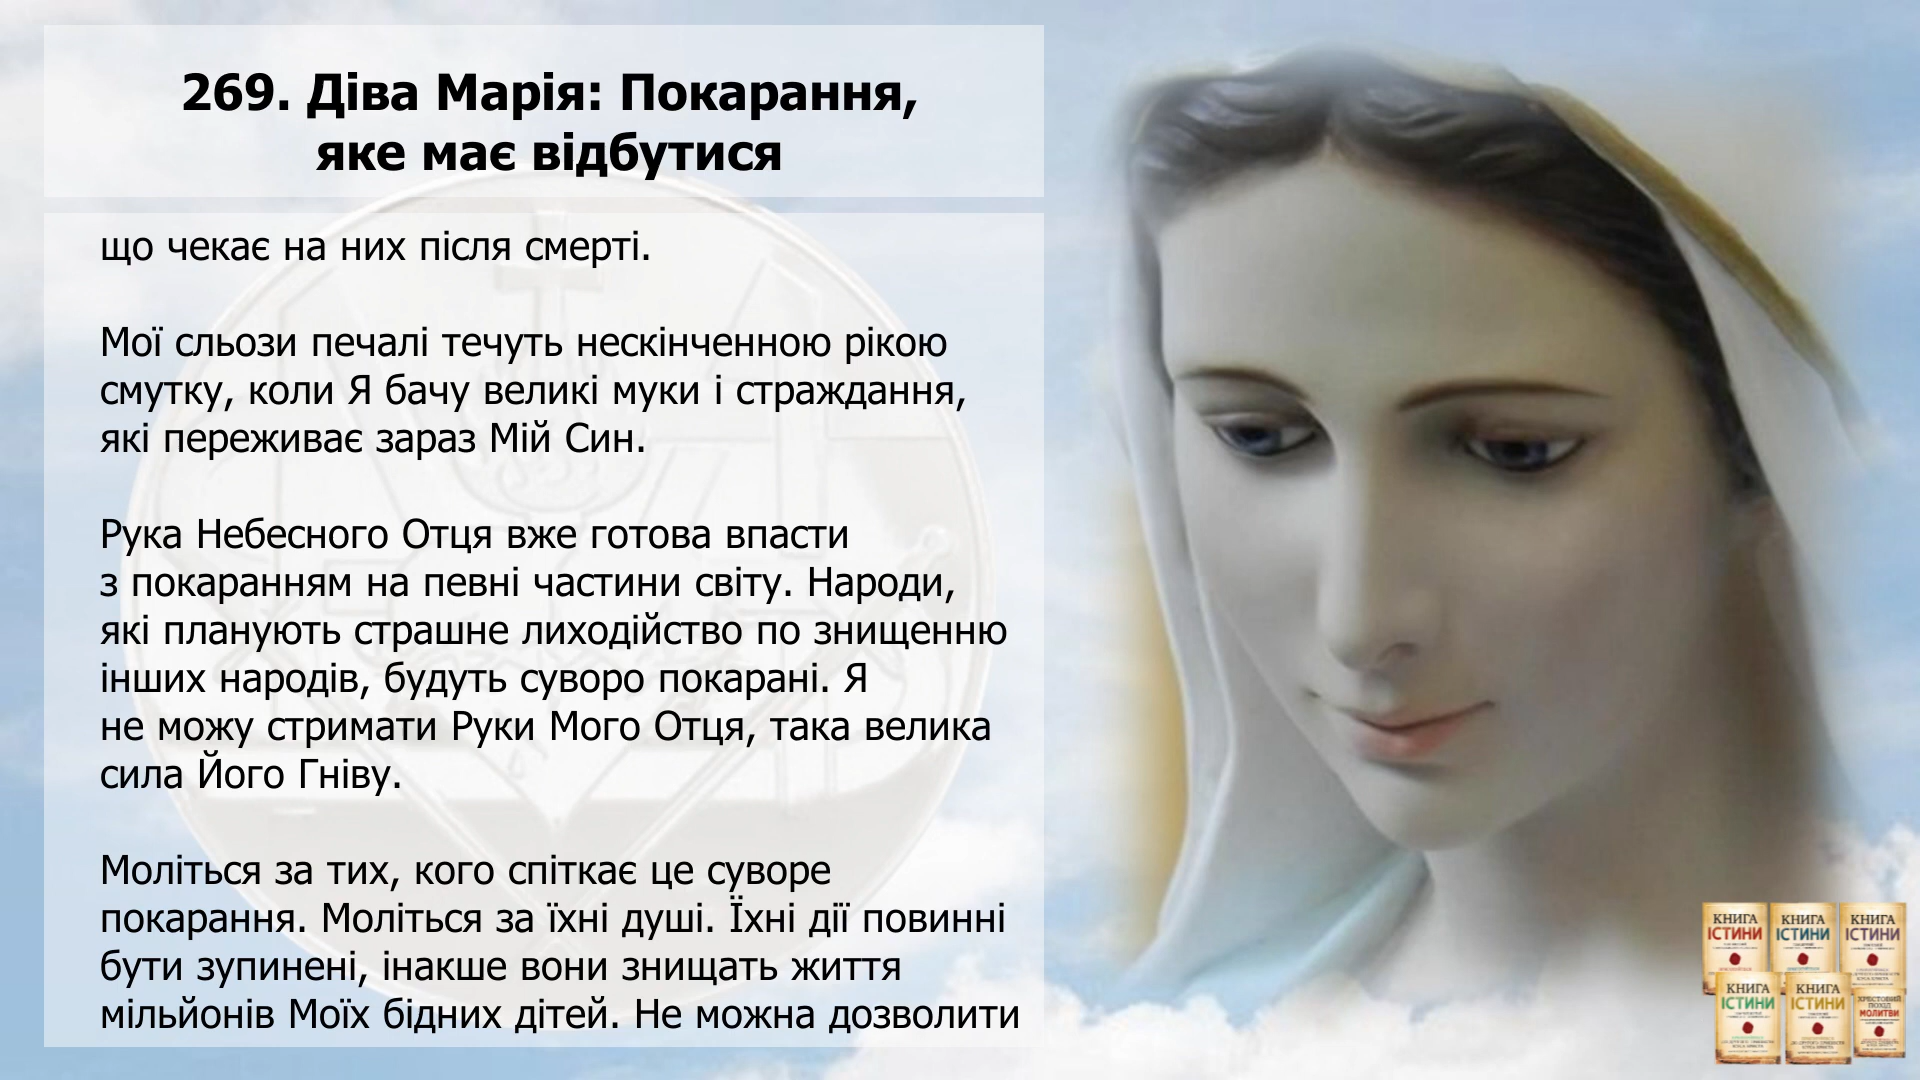 269. Діва Марія: Покарання,
яке має відбутися
що чекає на них після смерті.
Мої сльози печалі течуть нескінченною рікою
смутку, коли Я бачу великі муки і страждання,
які переживає зараз Мій Син.
Рука Небесного Отця вже готова впасти
з покаранням на певні частини світу. Народи,
які планують страшне лиходійство по знищенню
інших народів, будуть суворо покарані. Я
не можу стримати Руки Мого Отця, така велика
сила Його Гніву.
Моліться за тих, кого спіткає це суворе
покарання. Моліться за їхні душі. Їхні дії повинні
бути зупинені, інакше вони знищать життя
мільйонів Моїх бідних дітей. Не можна дозволити
КНИГА
ІСТИНИ
КНИГА
ІСТИНИ
КНИГА
ІСТИНИ
КНИГА
ІСТИНИ
КНИГА
ІСТИНИ
ХРЕСТОВИЙ
ПОХІД
МОЛИТВИ